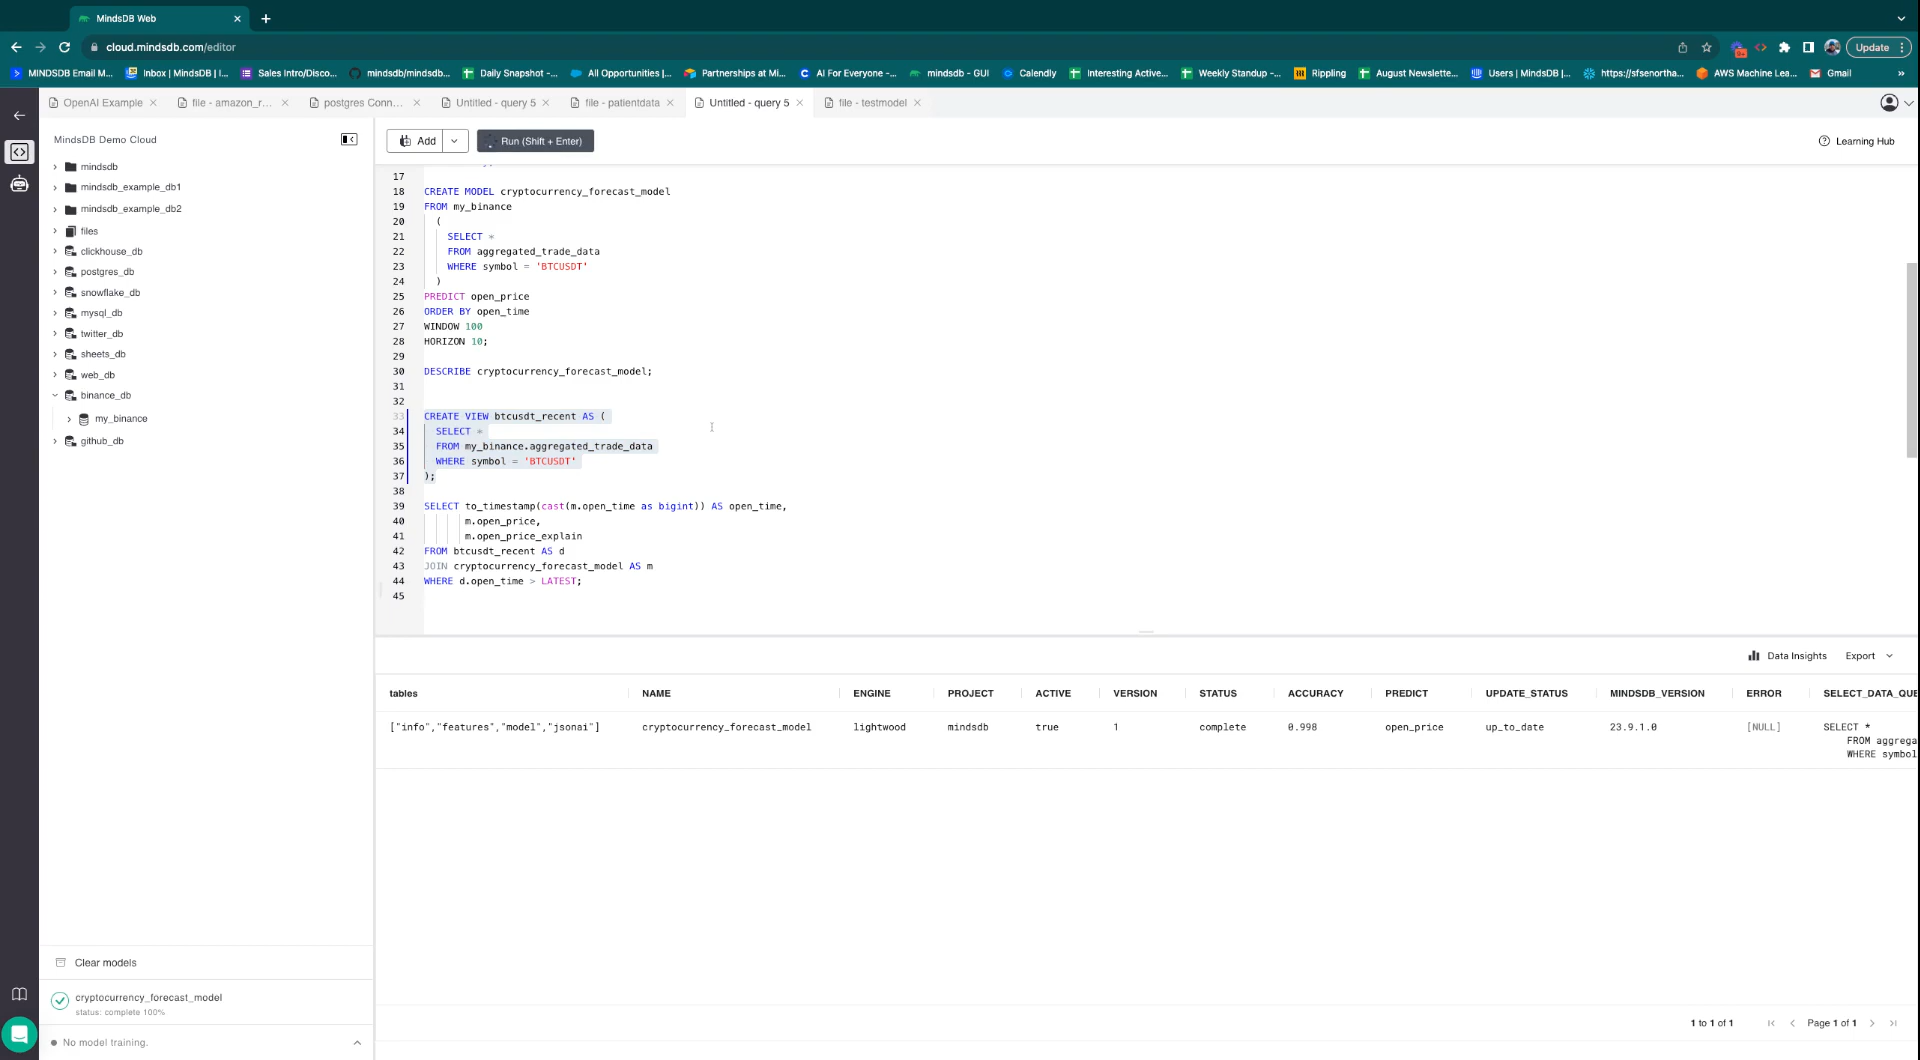 MindsDB Web
cloud.mindsdb.com/editor
Update
MINDSDB Email M...
Inbox | MindsDB | I...
Sales Intro/Disco...
mindsdb/mindsdb...
Daily Snapshot -...
All Opportunities |...
Partnerships at Mi...
AI For Everyone -...
mindsdb - GUI
Calendly
Interesting Active...
Weekly Standup -...
Rippling
August Newslette...
Users | MindsDB |...
https://sfsenortha...
AWS Machine Lea...
Gmail
OpenAI Example
file - amazon_r...
postgres Conn...
Untitled - query 5
file - patientdata
Untitled - query 5
file - testmodel
MindsDB Demo Cloud
Add
Run (Shift + Enter)
Learning Hub
mindsdb
mindsdb_example_db1
mindsdb_example_db2
files
clickhouse_db
postgres_db
snowflake_db
mysql_db
twitter_db
sheets_db
web_db
binance_db
my_binance
github_db
17
18 CREATE MODEL cryptocurrency_forecast_model
19 FROM my_binance
20 (
21 SELECT *
22 FROM aggregated_trade_data
23 WHERE symbol = 'BTCUSDT'
24 )
25 PREDICT open_price
26 ORDER BY open_time
27 WINDOW 100
28 HORIZON 10;
29
30 DESCRIBE cryptocurrency_forecast_model;
31
32
33 CREATE VIEW btcusdt_recent AS (
34 SELECT *
35 FROM my_binance.aggregated_trade_data
36 WHERE symbol = 'BTCUSDT'
37 );
38
39 SELECT to_timestamp(cast(m.open_time as bigint)) AS open_time,
40 m.open_price,
41 m.open_price_explain
42 FROM btcusdt_recent AS d
43 JOIN cryptocurrency_forecast_model AS m
44 WHERE d.open_time > LATEST;
45
Data Insights
Export
tables NAME ENGINE PROJECT ACTIVE VERSION STATUS ACCURACY PREDICT UPDATE_STATUS MINDSDB_VERSION ERROR SELECT_DATA_QUE
["info","features","model","jsonai"] cryptocurrency_forecast_model lightwood mindsdb true 1 complete 0.998 open_price up_to_date 23.9.1.0 [NULL] SELECT *
FROM aggrega
WHERE symbol
Clear models
cryptocurrency_forecast_model
status: complete 100%
No model training.
1 to 1 of 1
Page 1 of 1